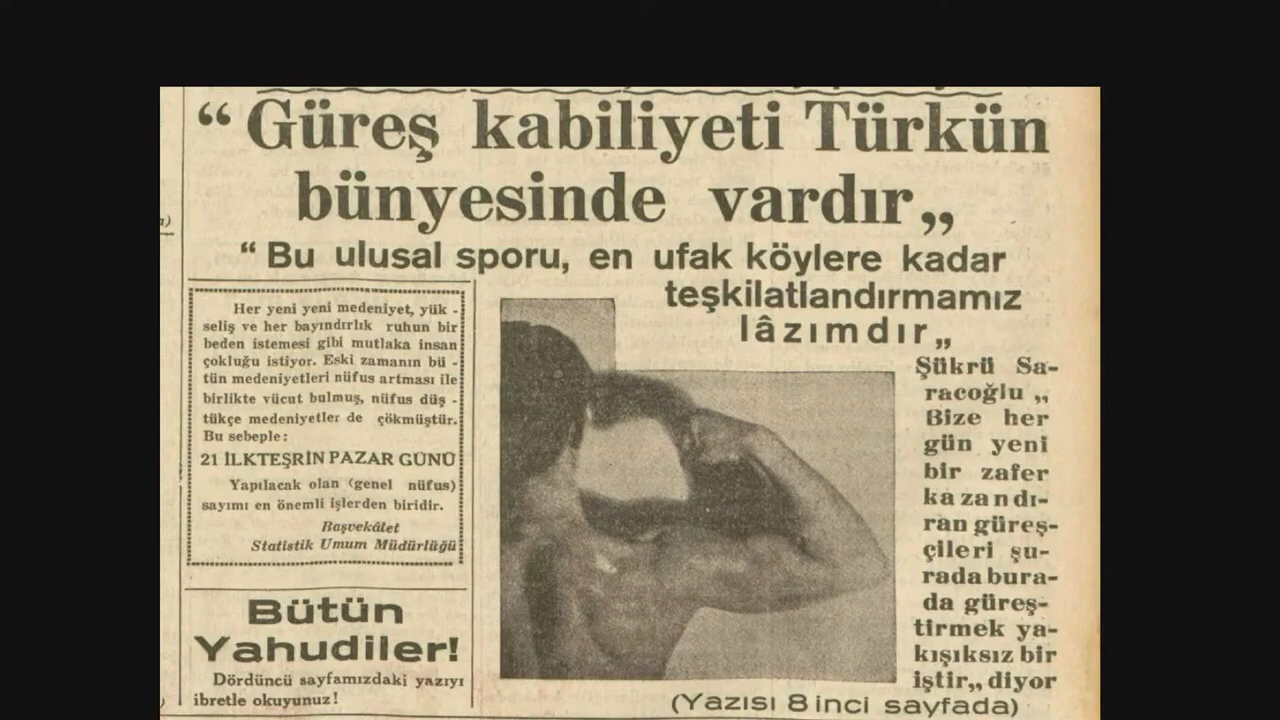 “Güreş kabiliyeti Türkün
bünyesinde vardır„
“Bu ulusal sporu, en ufak köylere kadar
teşkilatlandırmamız
lâzımdır„
Her yeni yeni medeniyet, yük -
seliş ve her bayındırlık ruhun bir
beden istemesi gibi mutlaka insan
çokluğu istiyor. Eski zamanın bü -
tün medeniyetleri nüfus artması ile
birlikte vücut bulmuş, nüfus düş -
tükçe medeniyetler de çökmüştür.
Bu sebeple:
21 İLKTEŞRİN PAZAR GÜNÜ
Yapılacak olan (genel nüfus)
sayımı en önemli işlerden biridir.
Başvekâlet
Statistik Umum Müdürlüğü
Bütün
Yahudiler!
Dördüncü sayfamızdaki yazıyı
ibretle okuyunuz!
Şükrü Sa-
racoğlu „
Bize her
gün yeni
bir zafer
kazandı-
ran güreş-
çileri şu-
rada bura-
da güreş-
tirmek ya-
kışıksız bir
iştir„ diyor
(Yazısı 8 inci sayfada)